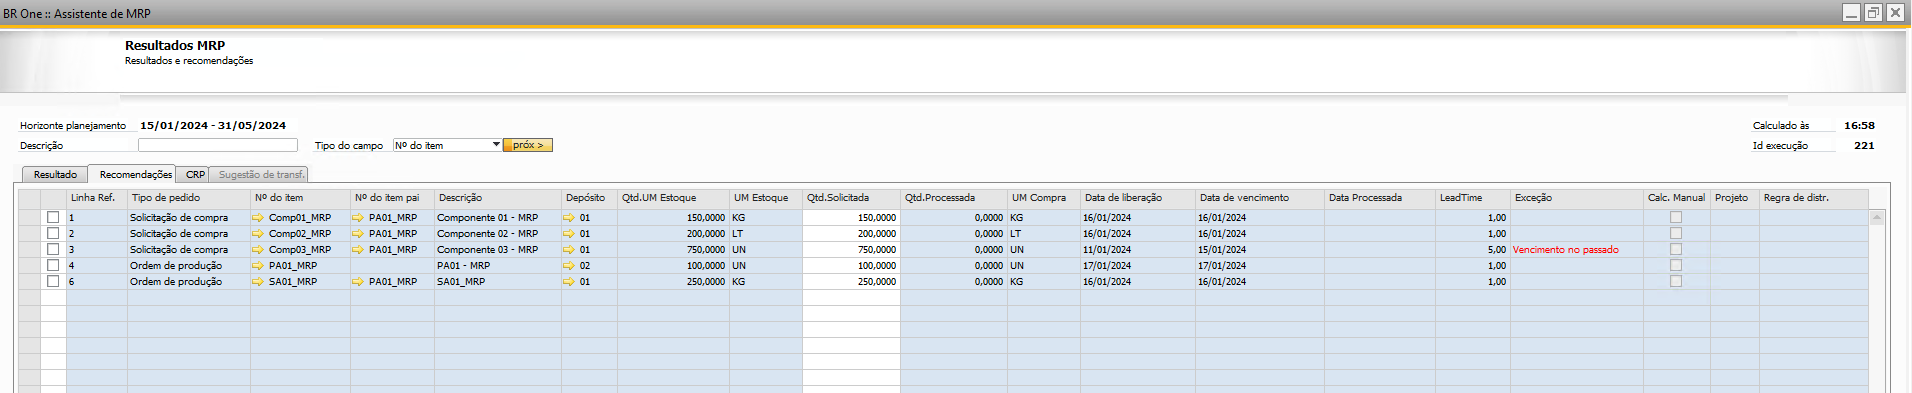 BR One :: Assistente de MRP
Resultados MRP
Resultados e recomendações
Horizonte planejamento 15/01/2024 - 31/05/2024 Calculado às 16:58
Descrição Tipo do campo Nº do item próx > Id execução 221
Resultado Recomendações CRP Sugestão de transf.
Linha Ref. Tipo de pedido Nº do item Nº do item pai Descrição Depósito Qtd.UM Estoque UM Estoque Qtd.Solicitada Qtd.Processada UM Compra Data de liberação Data de vencimento Data Processada LeadTime Exceção Calc. Manual Projeto Regra de distr.
1 Solicitação de compra Comp01_MRP PA01_MRP Componente 01 - MRP 01 150,0000 KG 150,0000 0,0000 KG 16/01/2024 16/01/2024 1,00
2 Solicitação de compra Comp02_MRP PA01_MRP Componente 02 - MRP 01 200,0000 LT 200,0000 0,0000 LT 16/01/2024 16/01/2024 1,00
3 Solicitação de compra Comp03_MRP PA01_MRP Componente 03 - MRP 01 750,0000 UN 750,0000 0,0000 UN 11/01/2024 15/01/2024 5,00 Vencimento no passado
4 Ordem de produção PA01_MRP PA01 - MRP 02 100,0000 UN 100,0000 0,0000 UN 17/01/2024 17/01/2024 1,00
6 Ordem de produção SA01_MRP PA01_MRP SA01_MRP 01 250,0000 KG 250,0000 0,0000 KG 16/01/2024 16/01/2024 1,00